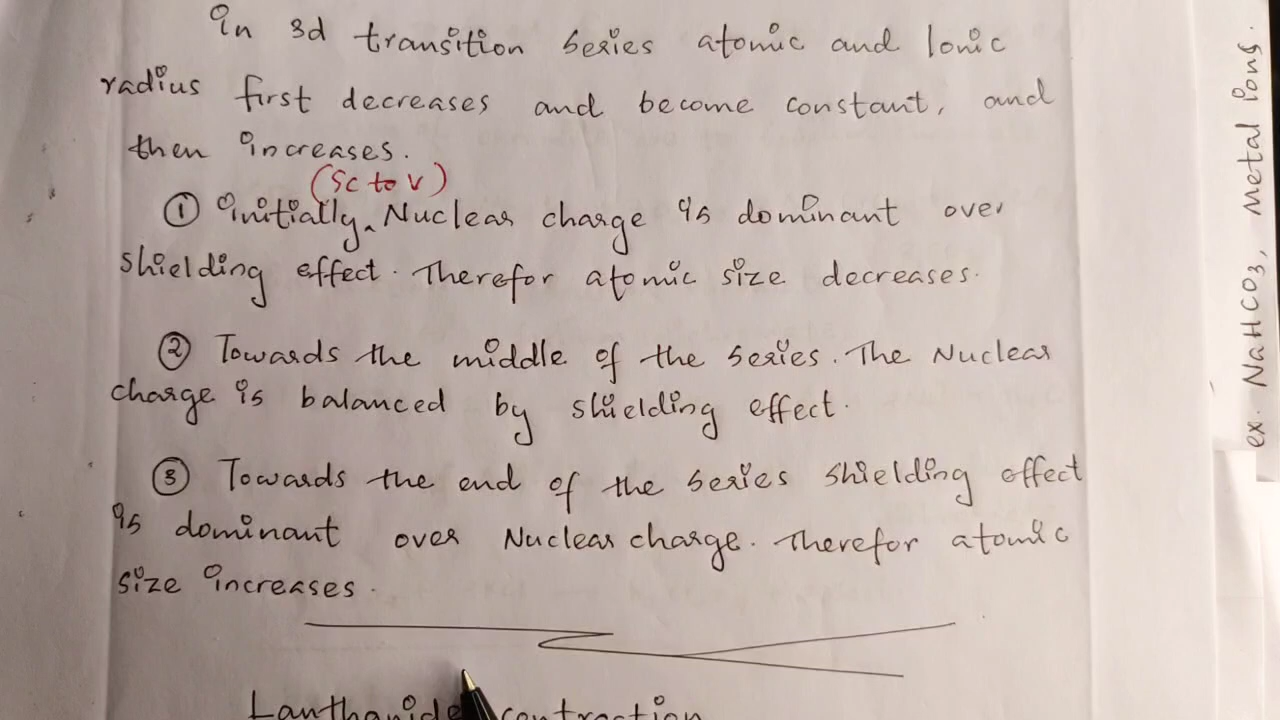 In 3d transition series atomic and Ionic
radius first decreases and become constant, and
then increases.
(Sc to V)
① initially Nuclear charge is dominant over
shielding effect. Therefor atomic size decreases.
② Towards the middle of the series. The Nuclear
charge is balanced by shielding effect.
③ Towards the end of the series shielding effect
is dominant over Nuclear charge. Therefor atomic
size increases.
Lanthanide contraction
ex. NaHCO3, Metal